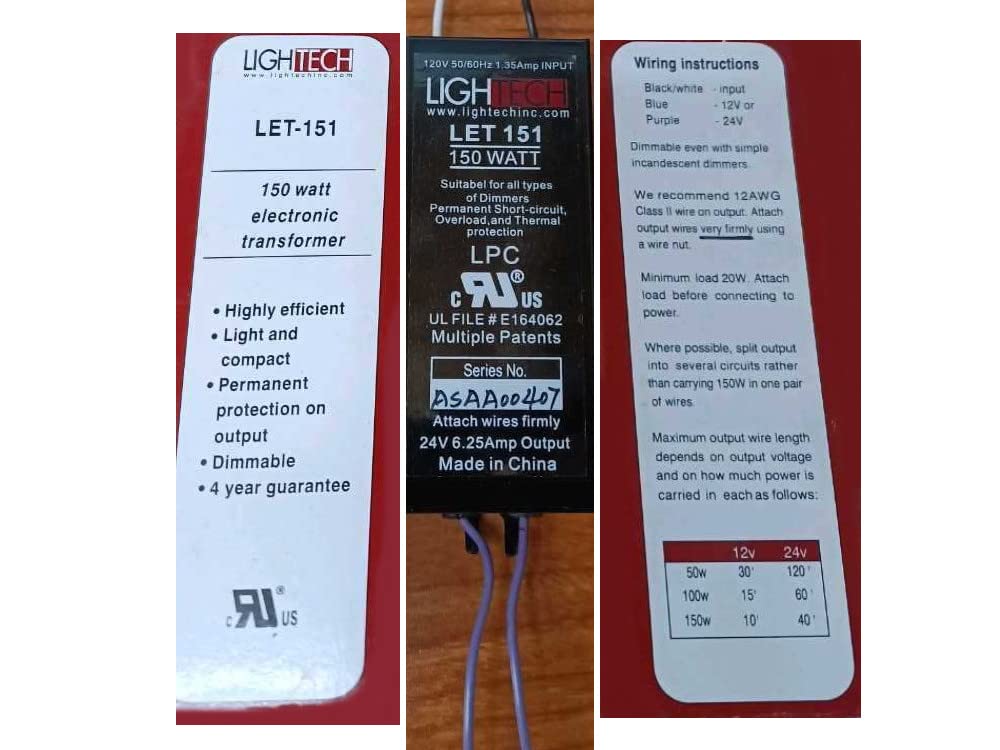 LIGHTECH
www.lightechinc.com
LET-151
150 watt
electronic
transformer
• Highly efficient
• Light and
compact
• Permanent
protection on
output
• Dimmable
• 4 year guarantee
c RU ® US
120V 50/60Hz 1.35Amp INPUT
LIGHTECH
www.lightechinc.com
LET 151
150 WATT
Suitabel for all types
of Dimmers
Permanent Short-circuit,
Overload,and Thermal
protection
LPC
c RU ® US
UL FILE # E164062
Multiple Patents
Series No.
ASAA00407
Attach wires firmly
24V 6.25Amp Output
Made in China
Wiring instructions
Black/white - input
Blue - 12V or
Purple - 24V
Dimmable even with simple
incandescent dimmers.
We recommend 12AWG
Class II wire on output. Attach
output wires very firmly using
a wire nut.
Minimum load 20W. Attach
load before connecting to
power.
Where possible, split output
into several circuits rather
than carrying 150W in one pair
of wires.
Maximum output wire length
depends on output voltage
and on how much power is
carried in each as follows:
12v 24v
50w 30' 120'
100w 15' 60'
150w 10' 40'